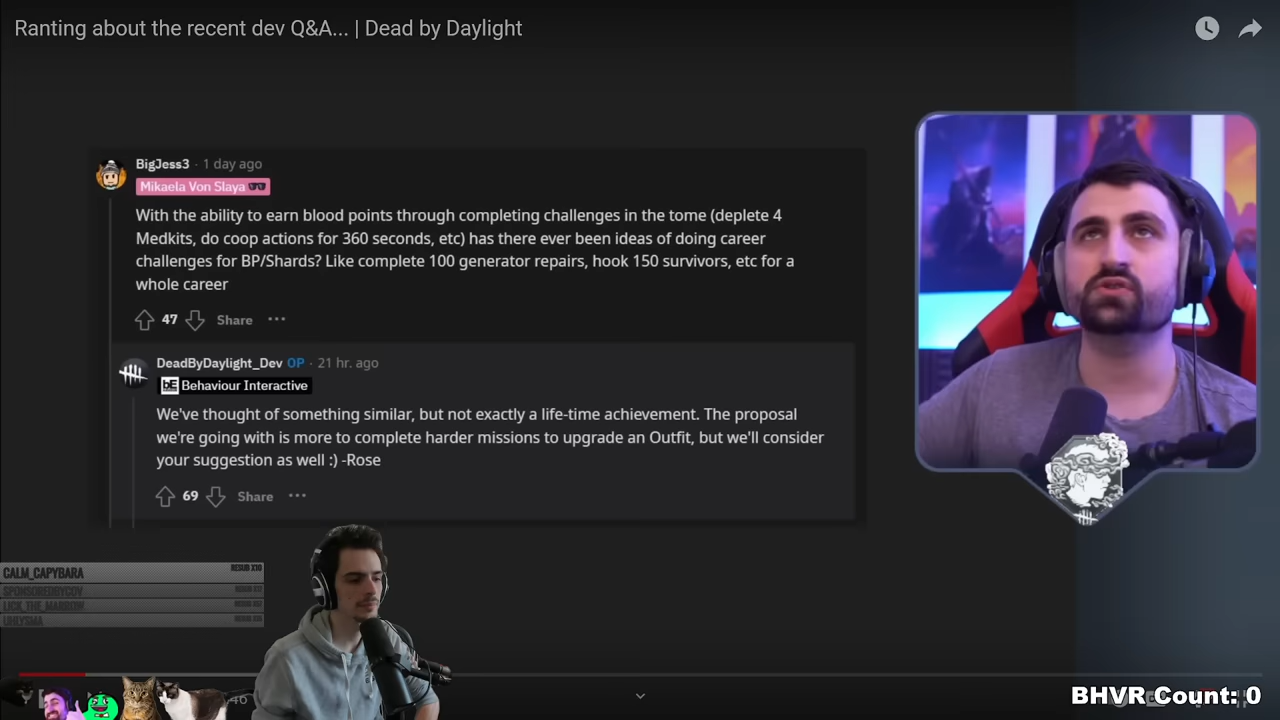 Ranting about the recent dev Q&A... | Dead by Daylight
BigJess3 · 1 day ago
Mikaela Von Slaya
With the ability to earn blood points through completing challenges in the tome (deplete 4
Medkits, do coop actions for 360 seconds, etc) has there ever been ideas of doing career
challenges for BP/Shards? Like complete 100 generator repairs, hook 150 survivors, etc for a
whole career
47 Share ···
DeadByDaylight_Dev OP · 21 hr. ago
Behaviour Interactive
We've thought of something similar, but not exactly a life-time achievement. The proposal
we're going with is more to complete harder missions to upgrade an Outfit, but we'll consider
your suggestion as well :) -Rose
69 Share ···
CALM_CAPYBARA RESUB X10
SPONSOREDBYGOV
LICK_THE_MARROW
UHLYSMA
BHVR Count: 0